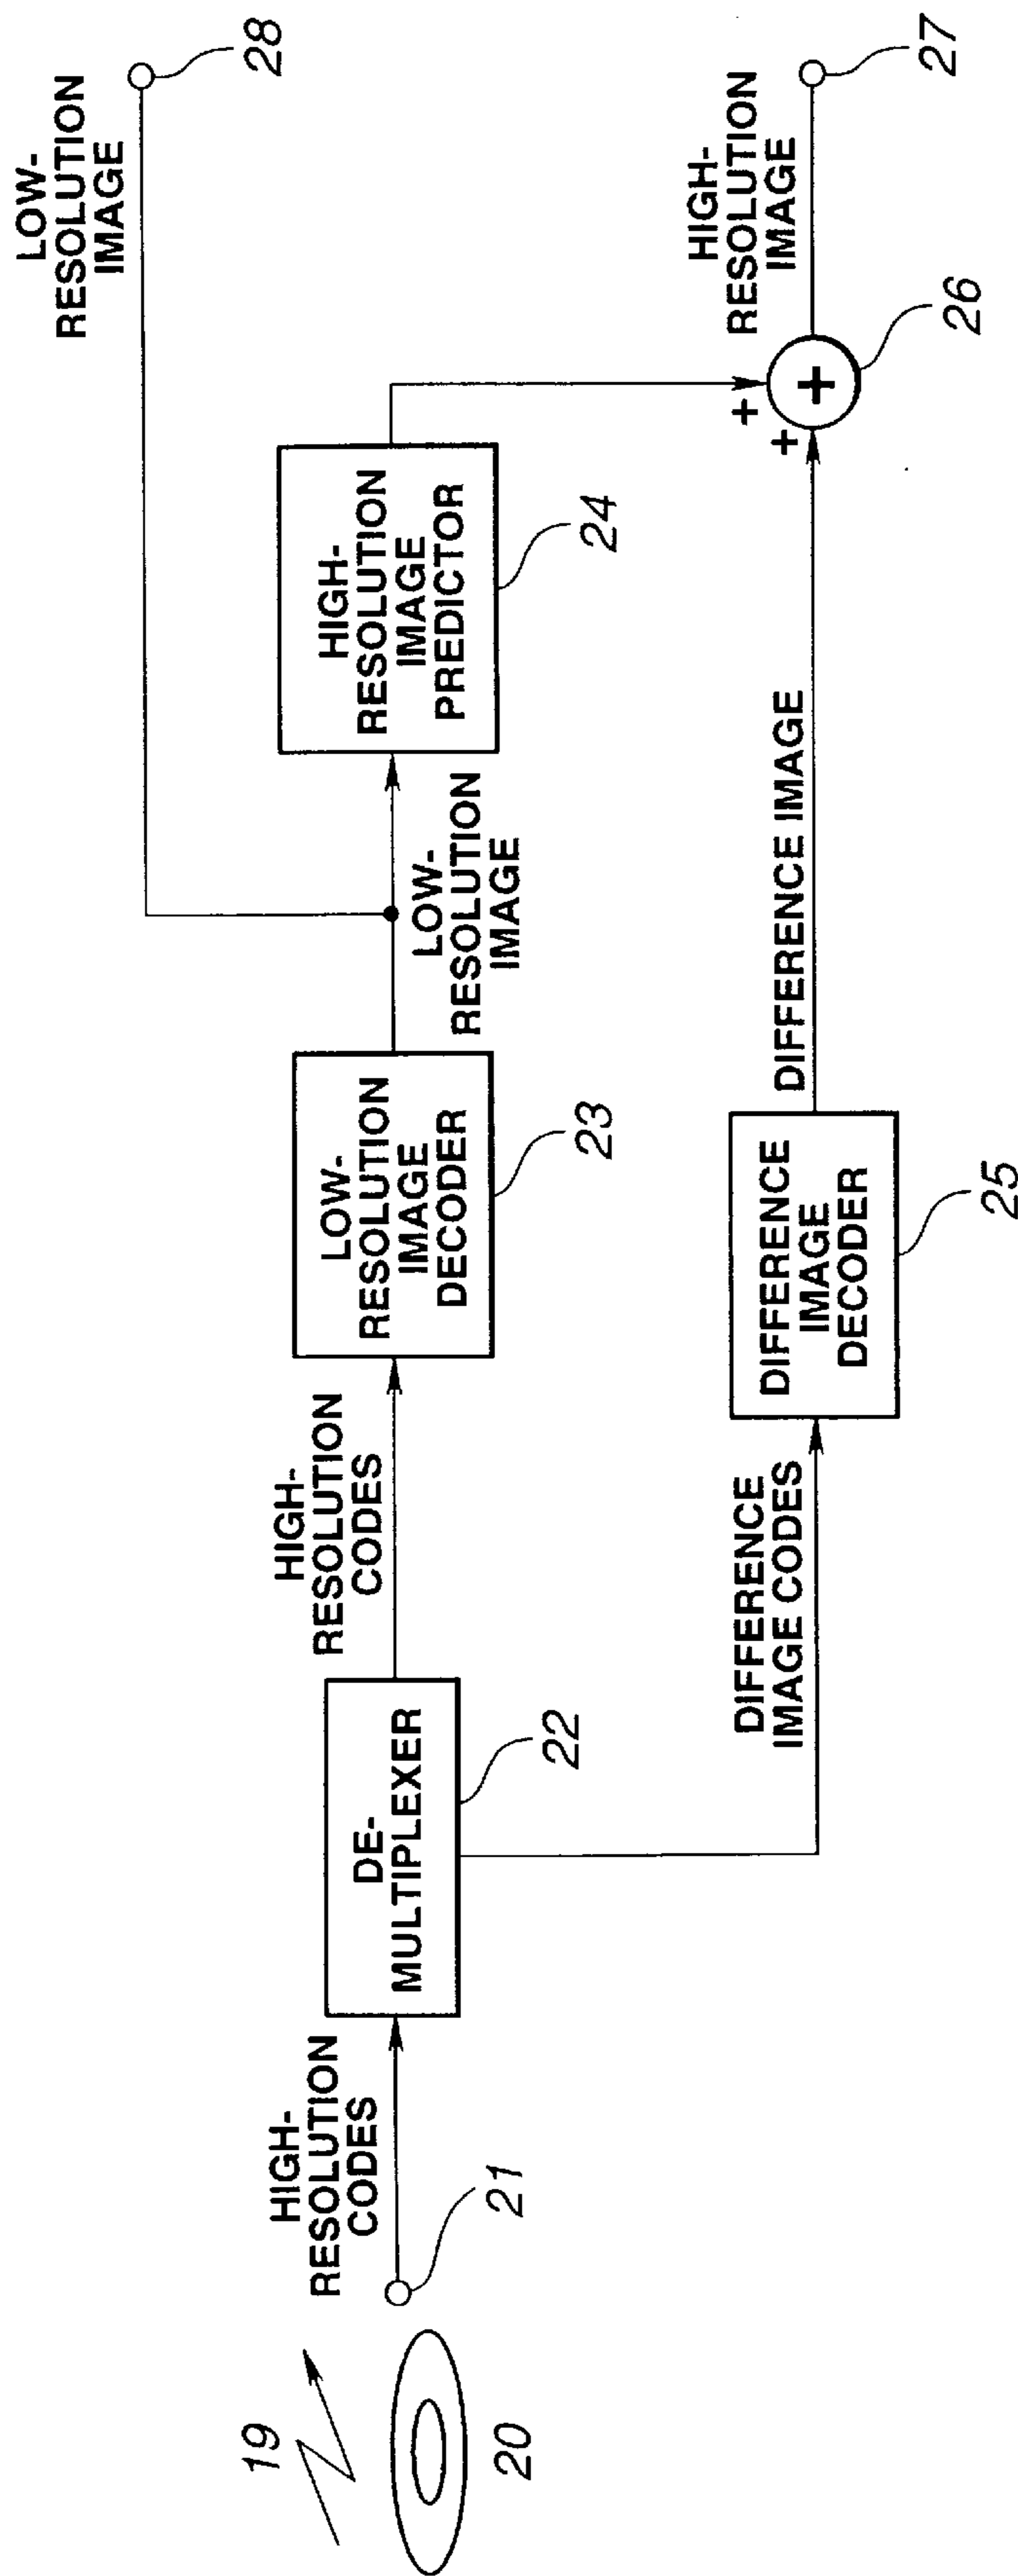 19
20
HIGH-
RESOLUTION
CODES
21
DE-
MULTIPLEXER
22
HIGH-
RESOLUTION
CODES
LOW-
RESOLUTION
IMAGE
DECODER
23
LOW-
RESOLUTION
IMAGE
HIGH-
RESOLUTION
IMAGE
PREDICTOR
24
LOW-
RESOLUTION
IMAGE
28
DIFFERENCE
IMAGE CODES
DIFFERENCE
IMAGE
DECODER
25
DIFFERENCE IMAGE
+
+
+
26
HIGH-
RESOLUTION
IMAGE
27